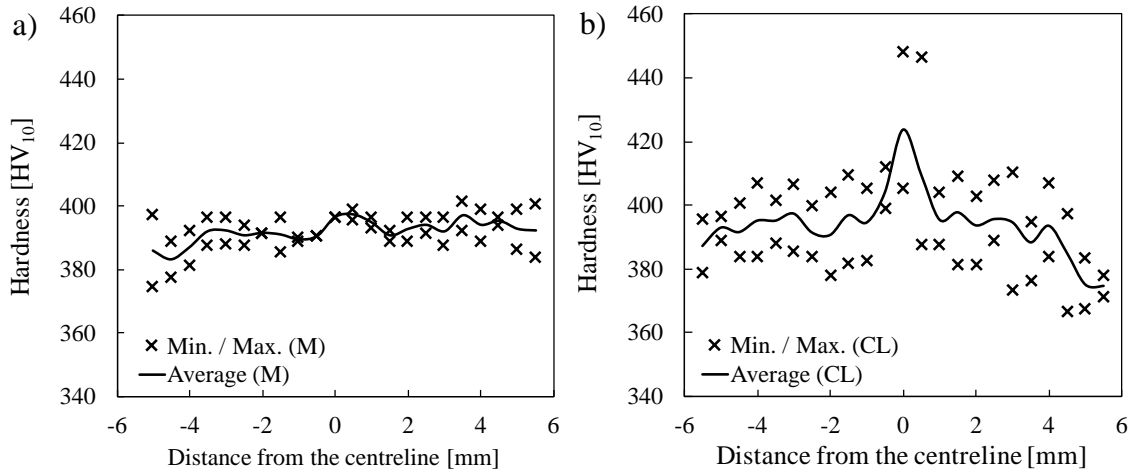 a)
460
440
420
400
380
360
340
Hardness [HV10]
× Min. / Max. (M)
Average (M)
-6 -4 -2 0 2 4 6
Distance from the centreline [mm]
b)
460
440
420
400
380
360
340
Hardness [HV10]
× Min. / Max. (CL)
Average (CL)
-6 -4 -2 0 2 4 6
Distance from the centreline [mm]